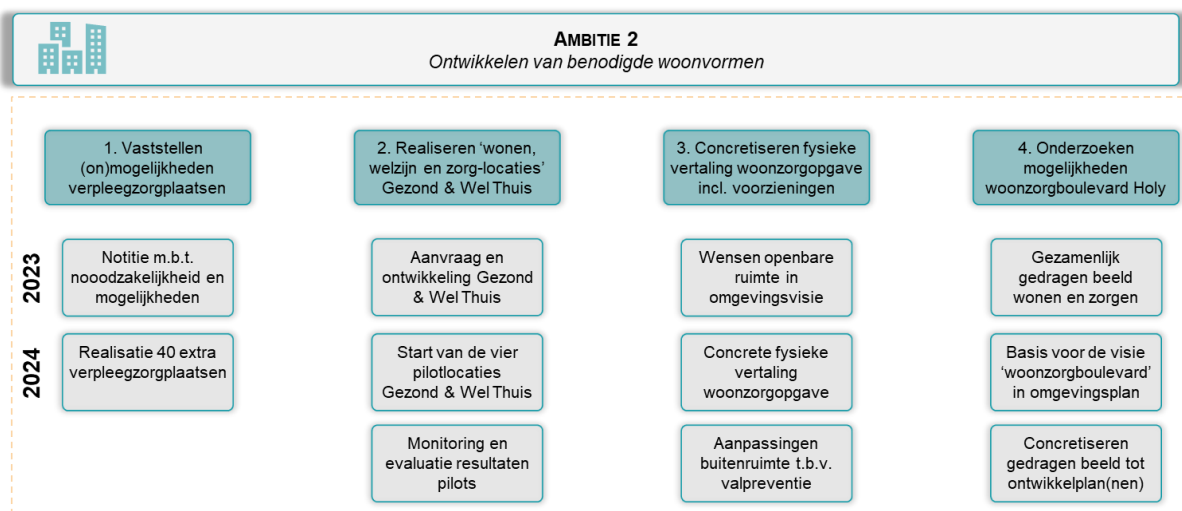 AMBITIE 2
Ontwikkelen van benodigde woonvormen
1. Vaststellen
(on)mogelijkheden
verpleegzorgplaatsen
2. Realiseren ‘wonen,
welzijn en zorg-locaties’
Gezond & Wel Thuis
3. Concretiseren fysieke
vertaling woonzorgopgave
incl. voorzieningen
4. Onderzoeken
mogelijkheden
woonzorgboulevard Holy
2023
Notitie m.b.t.
nooodzakelijkheid en
mogelijkheden
Aanvraag en
ontwikkeling Gezond
& Wel Thuis
Wensen openbare
ruimte in
omgevingsvisie
Gezamenlijk
gedragen beeld
wonen en zorgen
2024
Realisatie 40 extra
verpleegzorgplaatsen
Start van de vier
pilotlocaties
Gezond & Wel Thuis
Concrete fysieke
vertaling
woonzorgopgave
Basis voor de visie
‘woonzorgboulevard’
in omgevingsplan
Monitoring en
evaluatie resultaten
pilots
Aanpassingen
buitenruimte t.b.v.
valpreventie
Concretiseren
gedragen beeld tot
ontwikkelplan(nen)